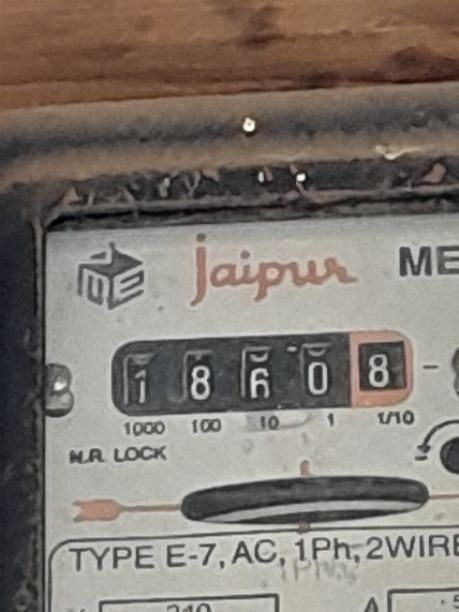 Jaipur ME
1 8 6 0 8
1000 100 10 1 1/10
N.R. LOCK
TYPE E-7, AC, 1Ph, 2WIRE
240 A